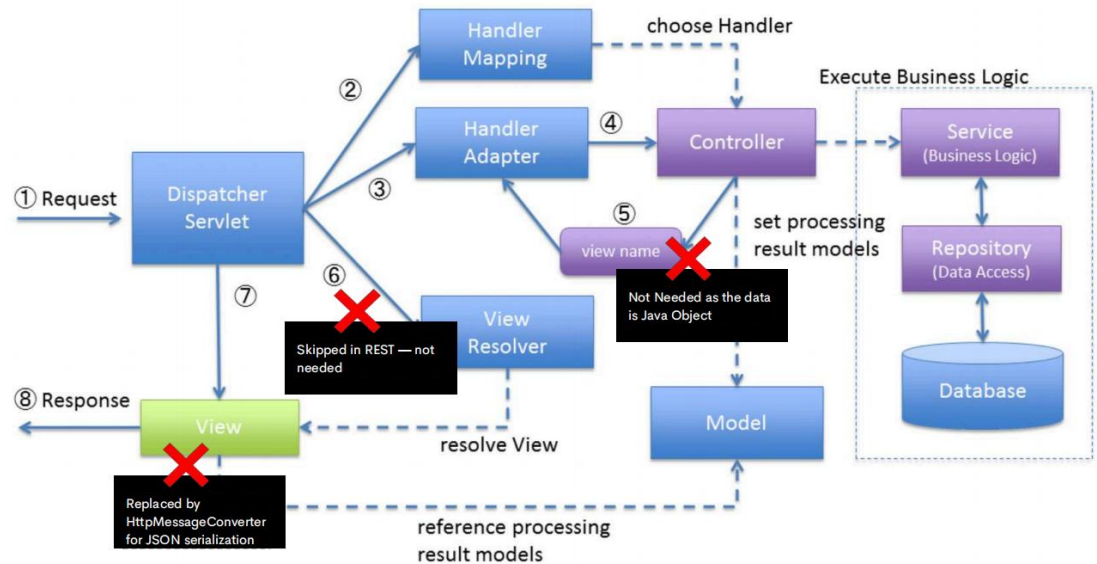 Handler
Mapping
choose Handler
②
Execute Business Logic
Handler
Adapter
④
Controller
Service
(Business Logic)
① Request
Dispatcher
Servlet
③
⑤
view name
set processing
result models
Repository
(Data Access)
⑥
⑦
Not Needed as the data
is Java Object
View
Resolver
Skipped in REST — not
needed
Database
⑧ Response
View
resolve View
Model
Replaced by
HttpMessageConverter
for JSON serialization
reference processing
result models